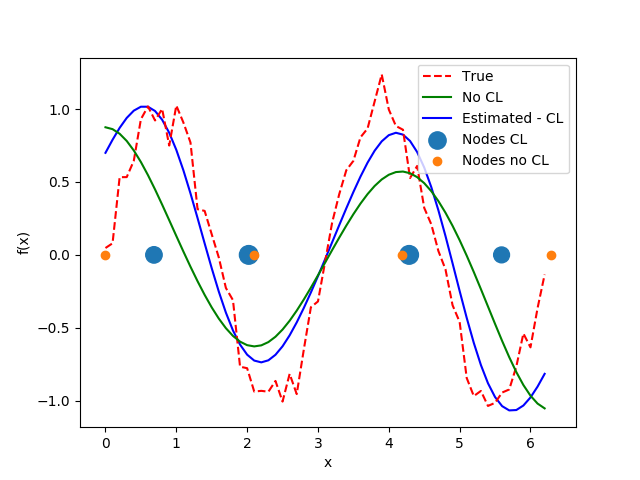 True
No CL
Estimated - CL
Nodes CL
Nodes no CL
f(x)
1.0
0.5
0.0
−0.5
−1.0
0 1 2 3 4 5 6
x